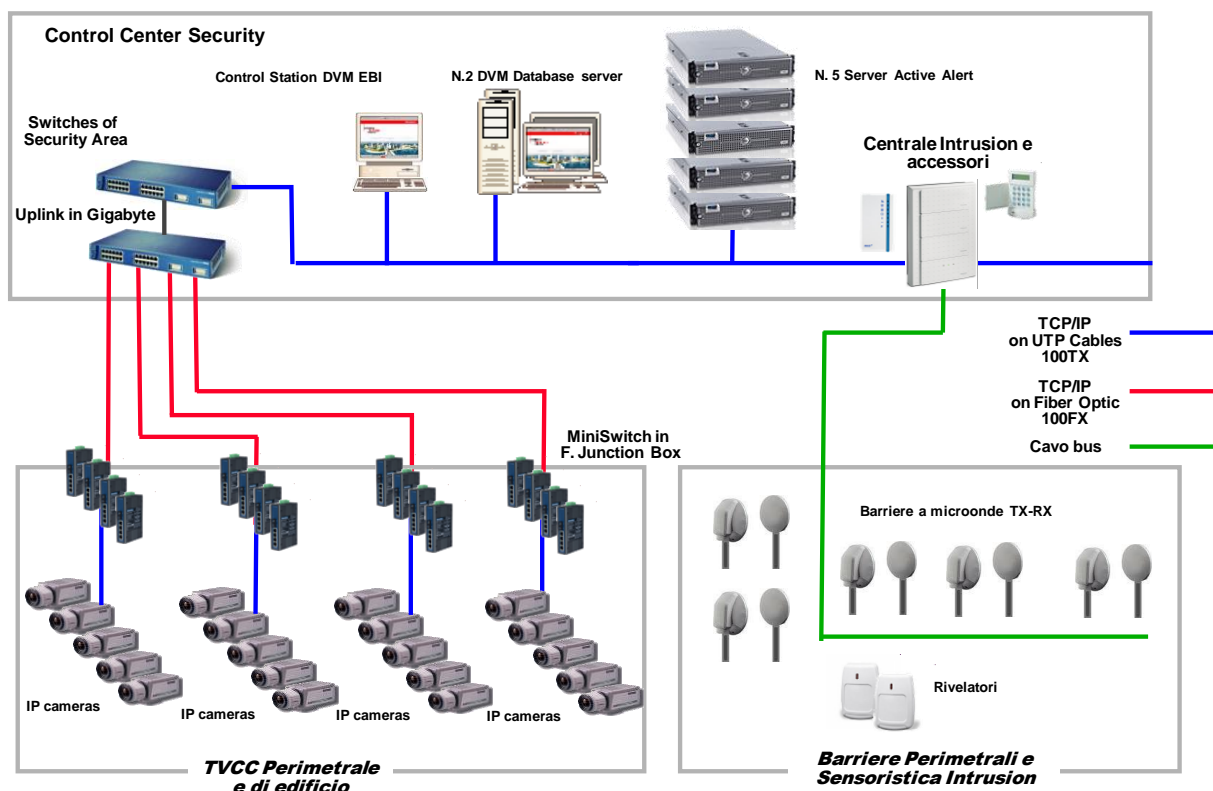 Control Center Security
Control Station DVM EBI
N.2 DVM Database server
N. 5 Server Active Alert
Switches of
Security Area
Centrale Intrusion e
accessori
Uplink in Gigabyte
TCP/IP
on UTP Cables
100TX
TCP/IP
on Fiber Optic
100FX
Cavo bus
MiniSwitch in
F. Junction Box
Barriere a microonde TX-RX
Rivelatori
IP cameras
IP cameras
IP cameras
IP cameras
TVCC Perimetrale
e di edificio
Barriere Perimetrali e
Sensoristica Intrusion